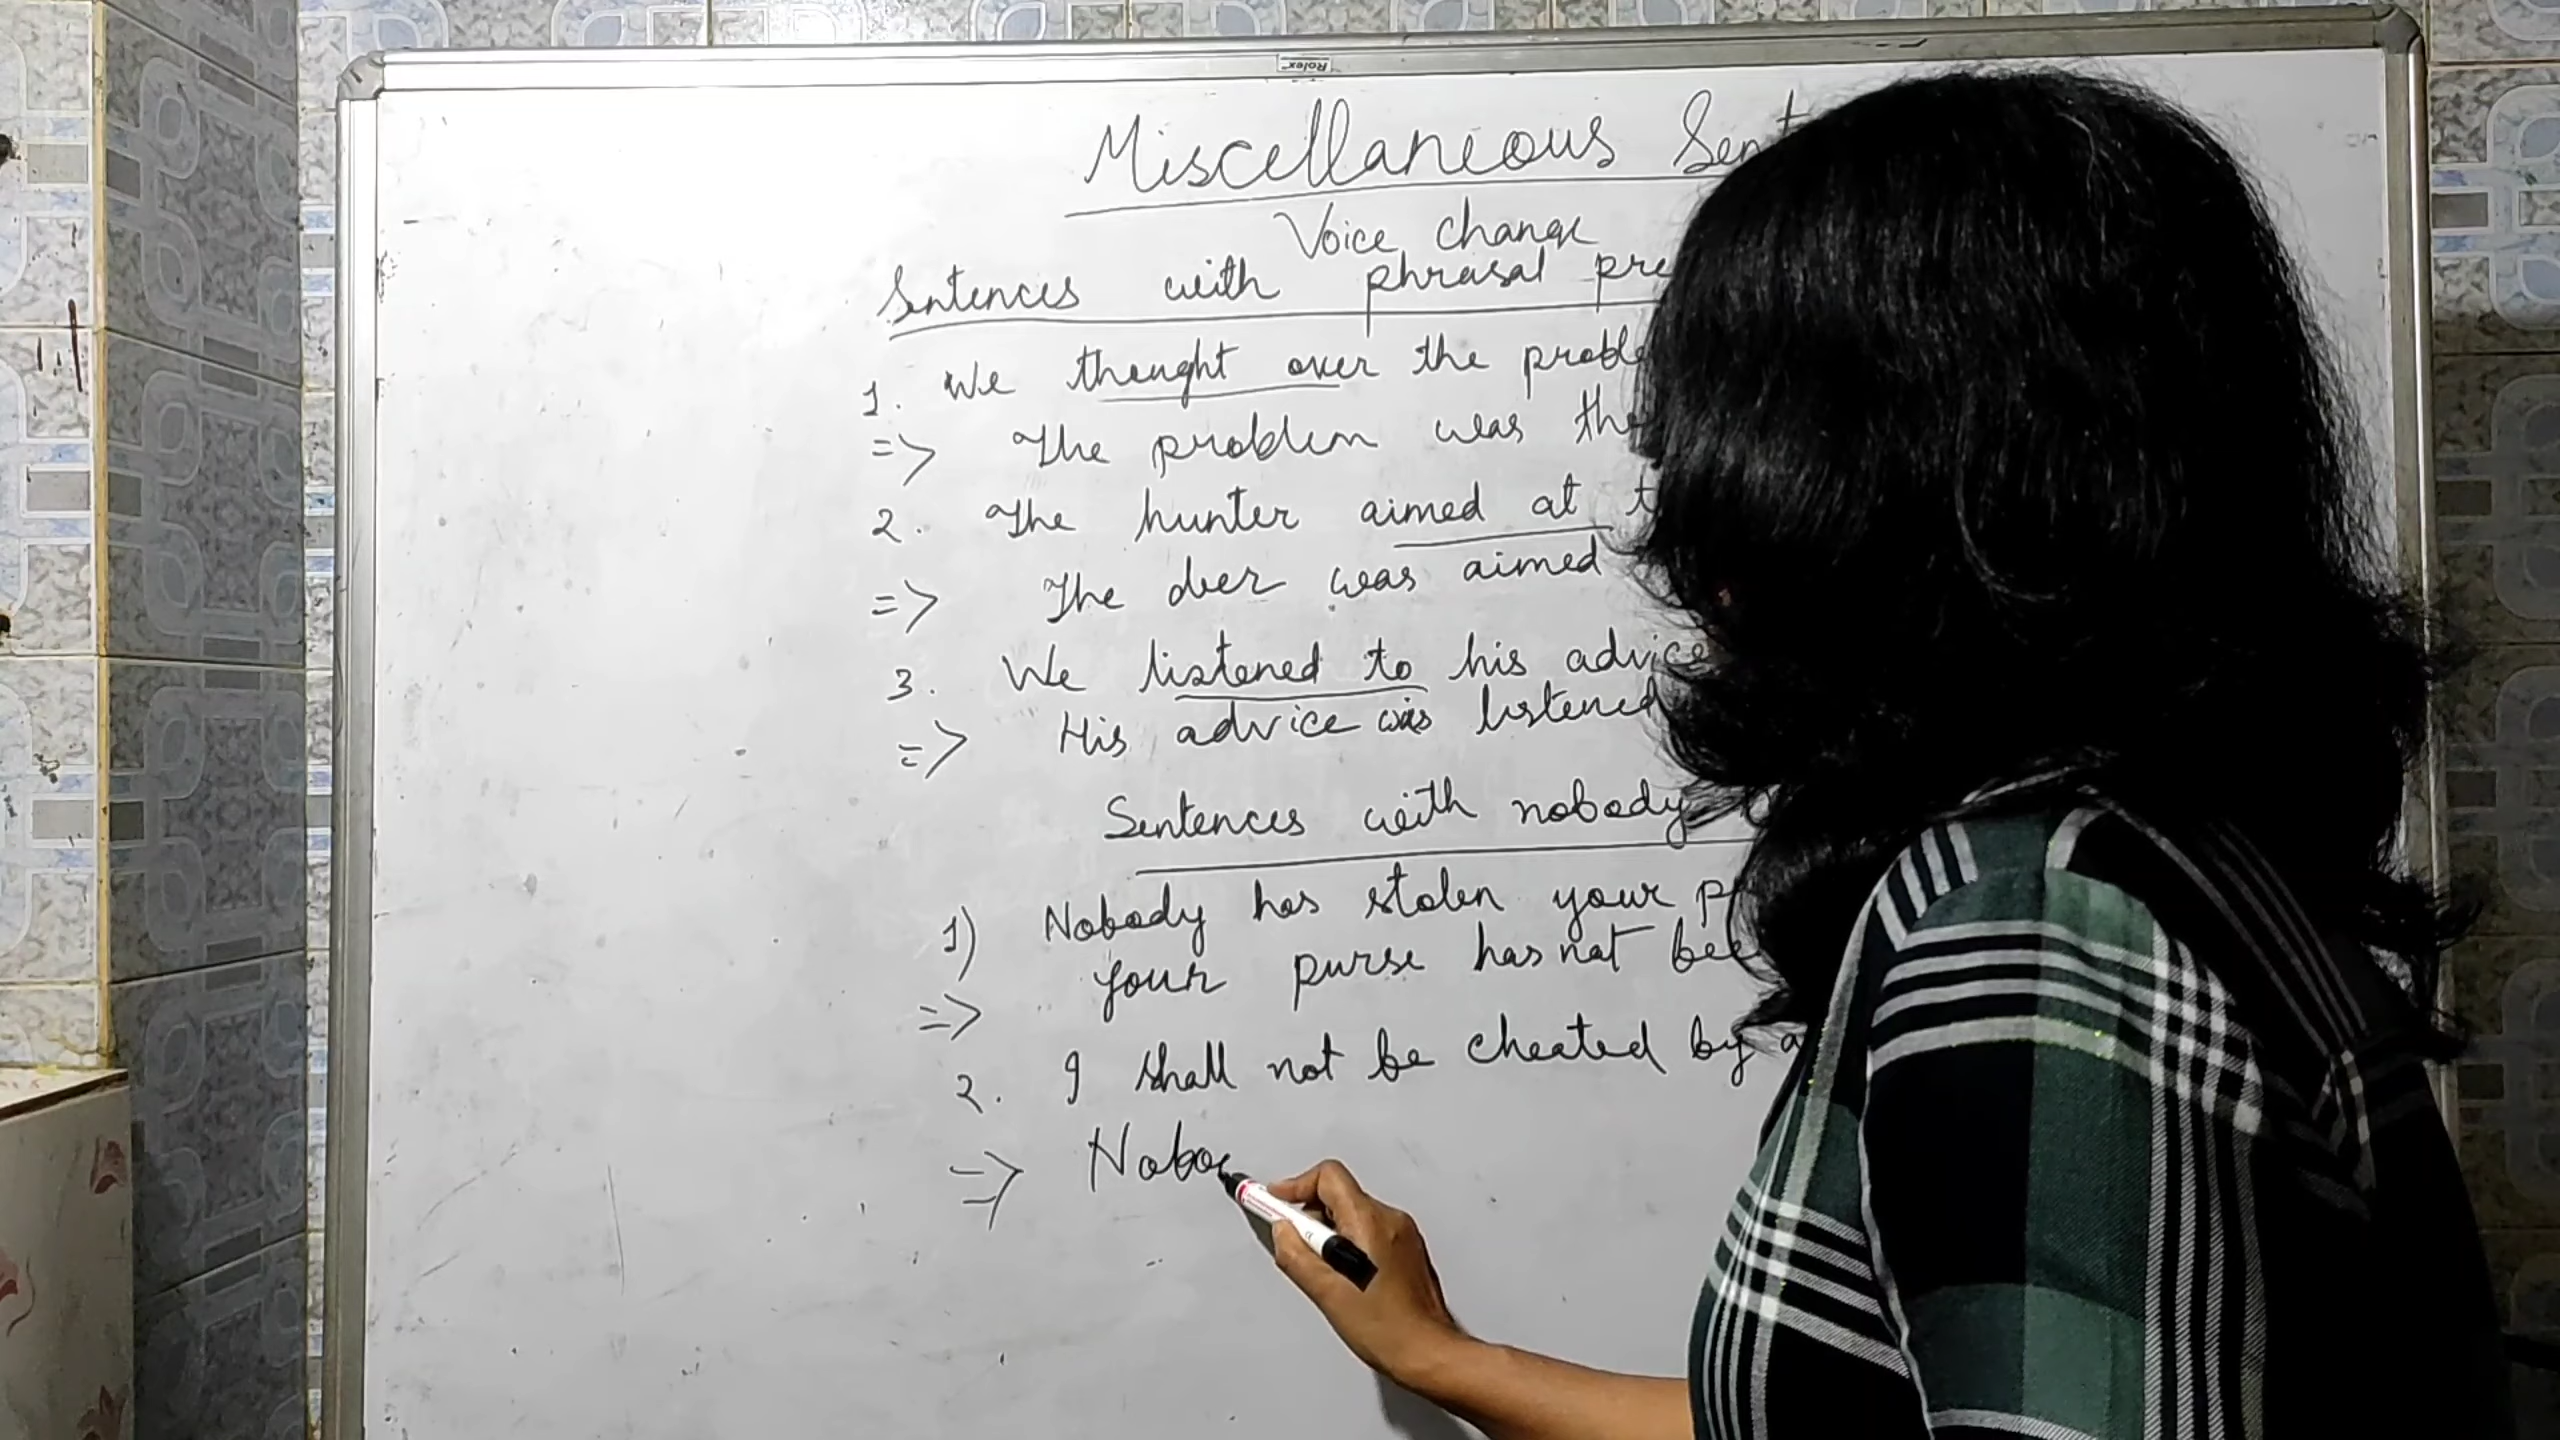 Rolex
Miscellaneous Sent
Voice change
Sentences with phrasal pre
1. We thought over the proble
=> The problem was tho
2. The hunter aimed at t
=> The deer was aimed
3. We listened to his advice
=> His advice was listened
Sentences with nobody
1) Nobody has stolen your p
=> Your purse has not bee
2. I shall not be cheated by a
=> Nobo